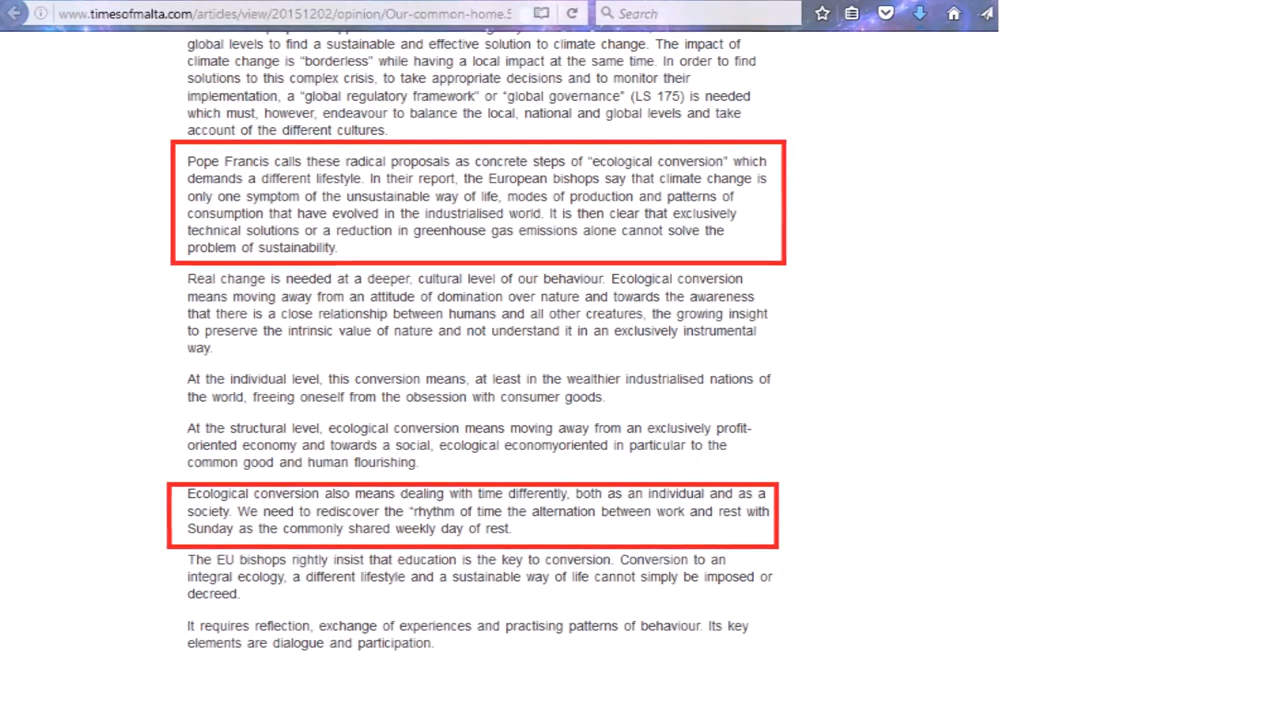 www.timesofmalta.com/articles/view/20151202/opinion/Our-common-home.5
Search
global levels to find a sustainable and effective solution to climate change. The impact of
climate change is “borderless” while having a local impact at the same time. In order to find
solutions to this complex crisis, to take appropriate decisions and to monitor their
implementation, a “global regulatory framework“ or “global governance” (LS 175) is needed
which must, however, endeavour to balance the local, national and global levels and take
account of the different cultures.
Pope Francis calls these radical proposals as concrete steps of “ecological conversion” which
demands a different lifestyle. In their report, the European bishops say that climate change is
only one symptom of the unsustainable way of life, modes of production and patterns of
consumption that have evolved in the industrialised world. It is then clear that exclusively
technical solutions or a reduction in greenhouse gas emissions alone cannot solve the
problem of sustainability.
Real change is needed at a deeper, cultural level of our behaviour. Ecological conversion
means moving away from an attitude of domination over nature and towards the awareness
that there is a close relationship between humans and all other creatures, the growing insight
to preserve the intrinsic value of nature and not understand it in an exclusively instrumental
way.
At the individual level, this conversion means, at least in the wealthier industrialised nations of
the world, freeing oneself from the obsession with consumer goods.
At the structural level, ecological conversion means moving away from an exclusively profit-
oriented economy and towards a social, ecological economyoriented in particular to the
common good and human flourishing.
Ecological conversion also means dealing with time differently, both as an individual and as a
society. We need to rediscover the “rhythm of time the alternation between work and rest with
Sunday as the commonly shared weekly day of rest.
The EU bishops rightly insist that education is the key to conversion. Conversion to an
integral ecology, a different lifestyle and a sustainable way of life cannot simply be imposed or
decreed.
It requires reflection, exchange of experiences and practising patterns of behaviour. Its key
elements are dialogue and participation.